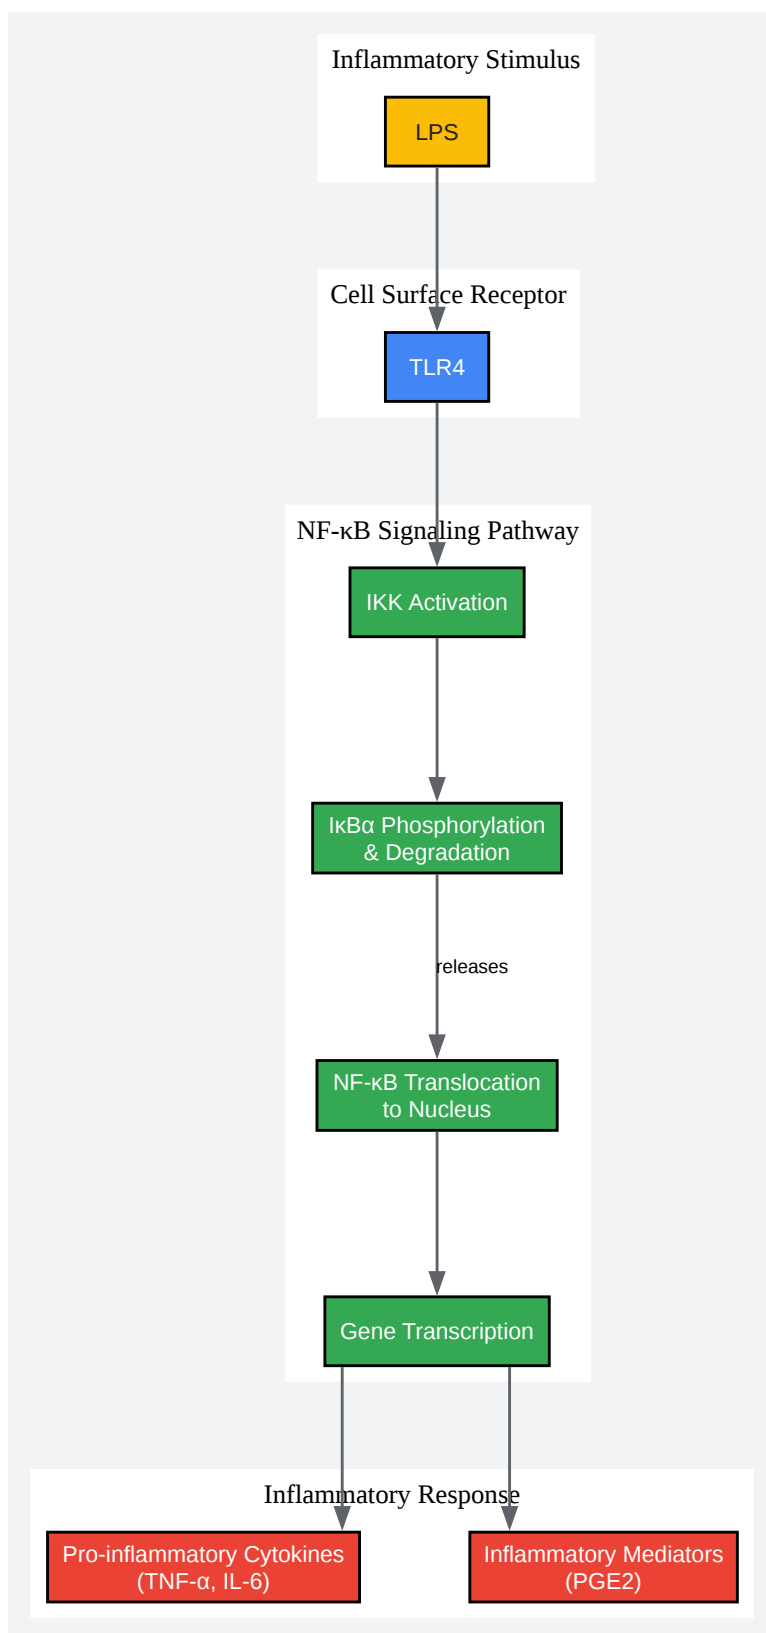 Inflammatory Stimulus
LPS
Cell Surface Receptor
TLR4
NF-κB Signaling Pathway
IKK Activation
IκBα Phosphorylation
& Degradation
releases
NF-κB Translocation
to Nucleus
Gene Transcription
Inflammatory Response
Pro-inflammatory Cytokines
(TNF-α, IL-6)
Inflammatory Mediators
(PGE2)